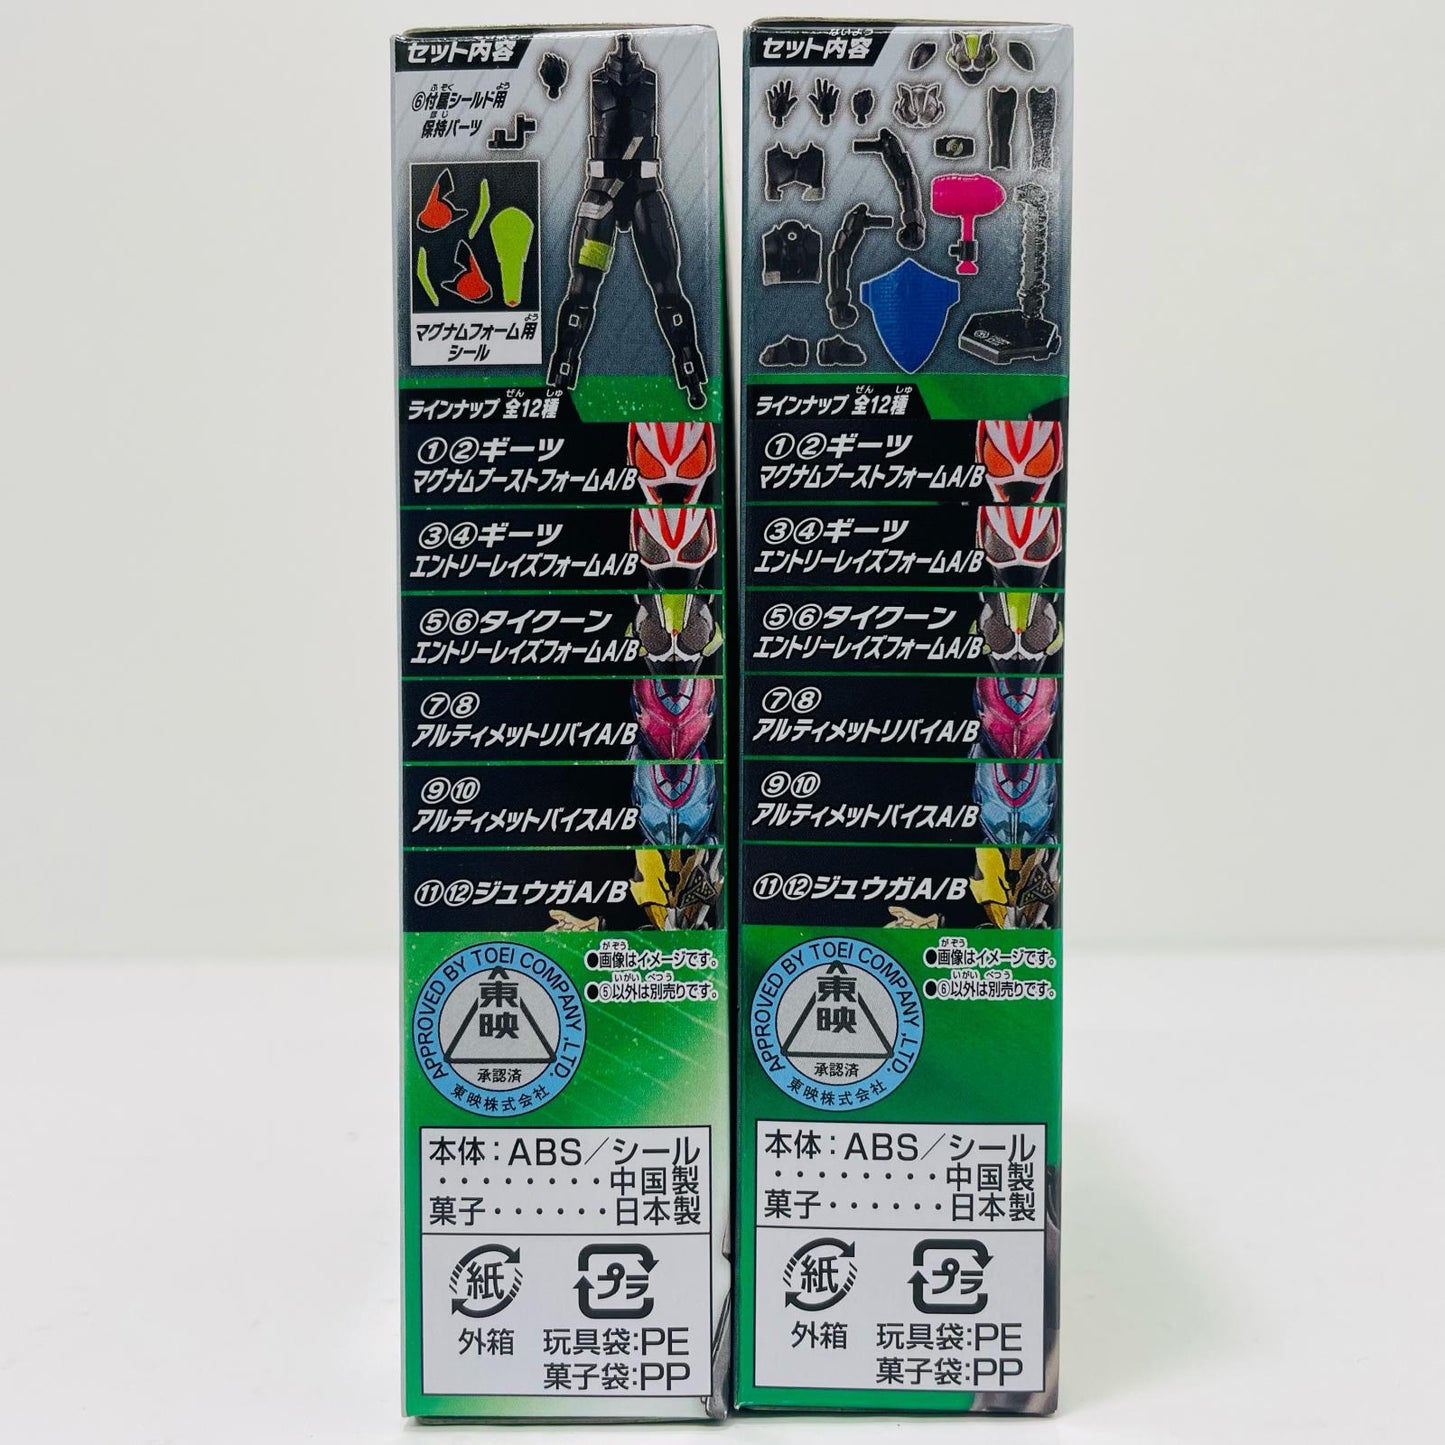 セット内容
⑥付属シールド用
保持パーツ
マグナムフォーム用
シール
ラインナップ 全12種
①②ギーツ
マグナムブーストフォームA/B
③④ギーツ
エントリーレイズフォームA/B
⑤⑥タイクーン
エントリーレイズフォームA/B
⑦⑧
アルティメットリバイA/B
⑨⑩
アルティメットバイスA/B
⑪⑫ジュウガA/B
●画像はイメージです。
●⑤以外は別売りです。
APPROVED BY TOEI COMPANY ,LTD.
東映
承認済
東映株式会社
本体:ABS/シール
・・・・・・・・中国製
菓子・・・・・・日本製
紙
外箱
プラ
玩具袋:PE
菓子袋:PP
セット内容
ラインナップ 全12種
①②ギーツ
マグナムブーストフォームA/B
③④ギーツ
エントリーレイズフォームA/B
⑤⑥タイクーン
エントリーレイズフォームA/B
⑦⑧
アルティメットリバイA/B
⑨⑩
アルティメットバイスA/B
⑪⑫ジュウガA/B
●画像はイメージです。
●⑥以外は別売りです。
APPROVED BY TOEI COMPANY ,LTD.
東映
承認済
東映株式会社
本体:ABS/シール
・・・・・・・・中国製
菓子・・・・・・日本製
紙
外箱
プラ
玩具袋:PE
菓子袋:PP